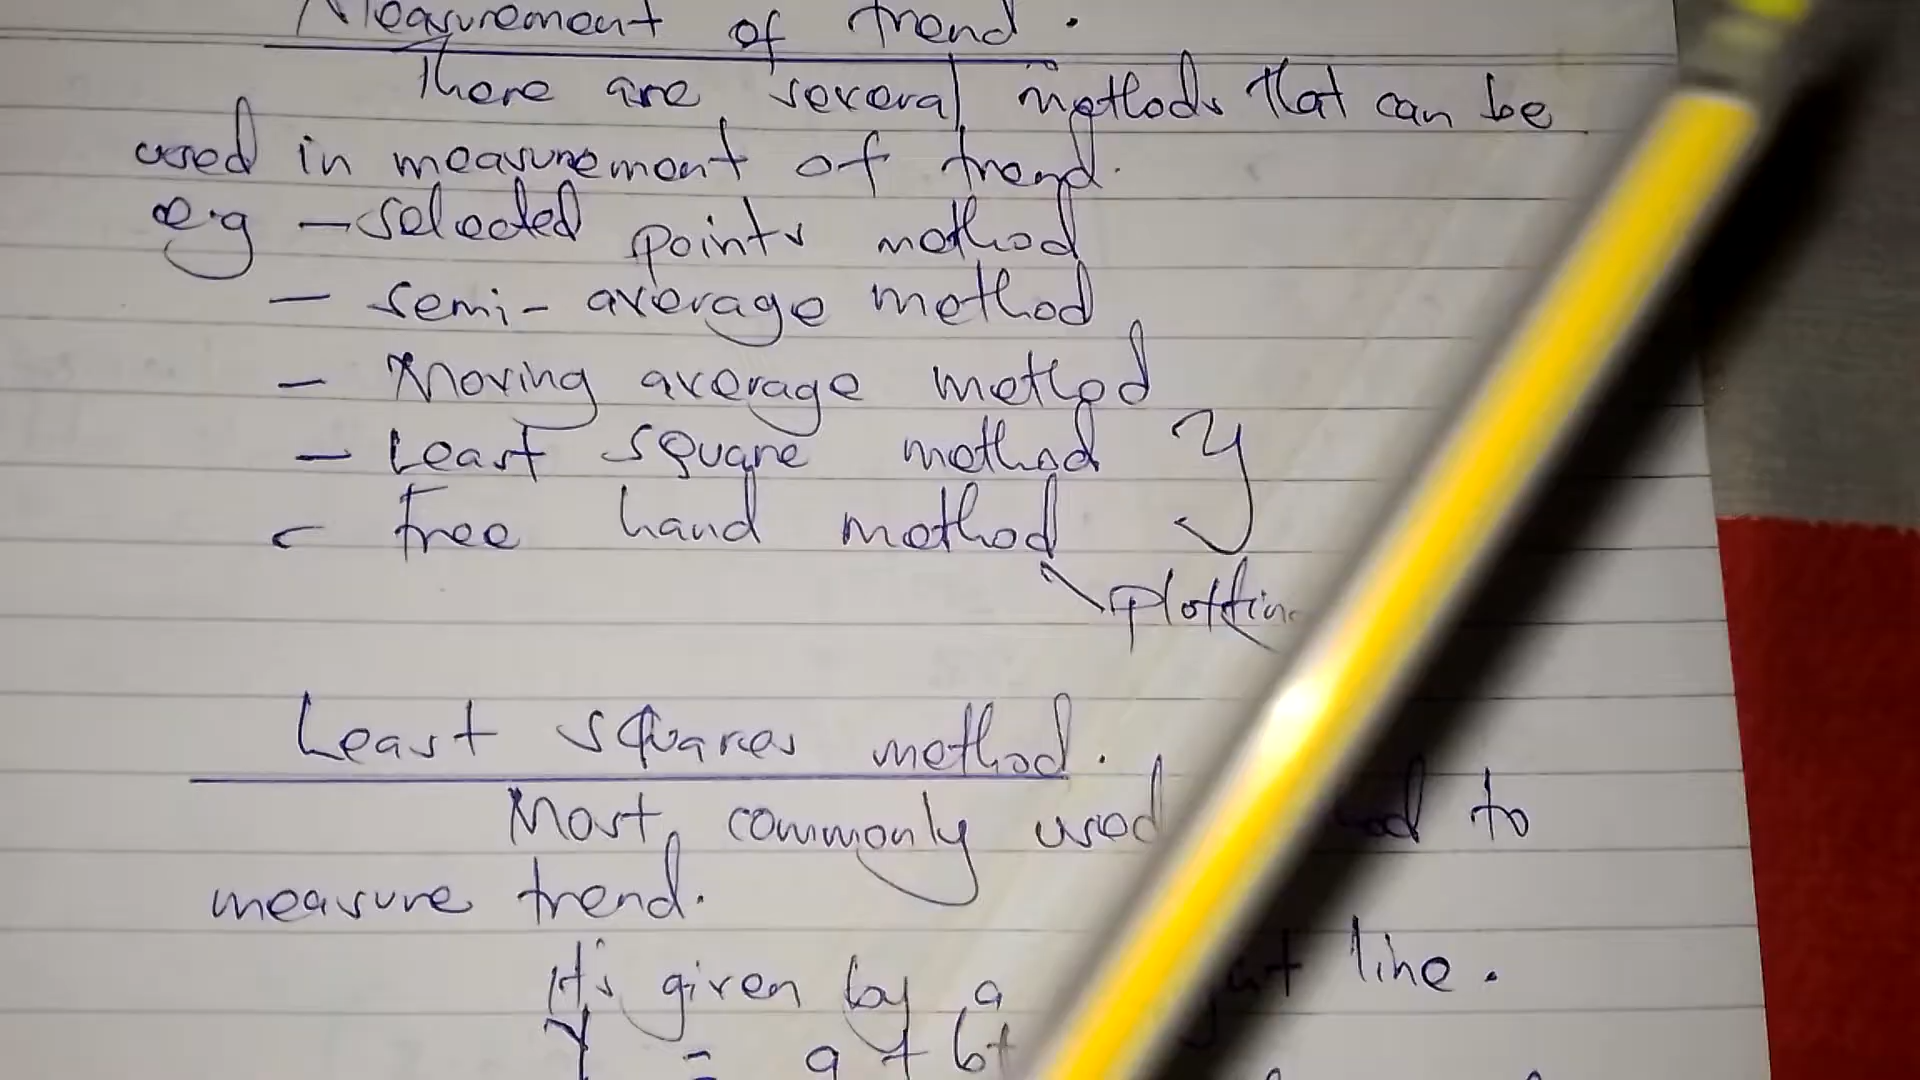 Measurement of trend.
There are several methods that can be
used in measurement of trend.
e.g - selected points method
- semi-average method
- Moving average method
- Least square method
- Free hand method
Least squares method.
Most commonly used to
measure trend.
It's given by a line.
Y = a + bt